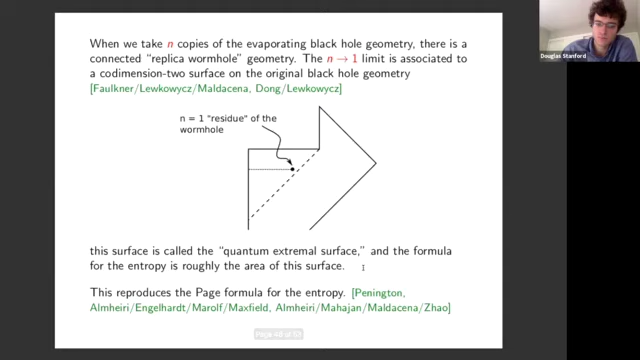 When we take n copies of the evaporating black hole geometry, there is a
connected “replica wormhole” geometry. The n → 1 limit is associated to
a codimension-two surface on the original black hole geometry
[Faulkner/Lewkowycz/Maldacena, Dong/Lewkowycz]
Douglas Stanford
n = 1 "residue" of the
wormhole
this surface is called the “quantum extremal surface,” and the formula
for the entropy is roughly the area of this surface.
This reproduces the Page formula for the entropy. [Penington,
Almheiri/Engelhardt/Marolf/Maxfield, Almheiri/Mahajan/Maldacena/Zhao]